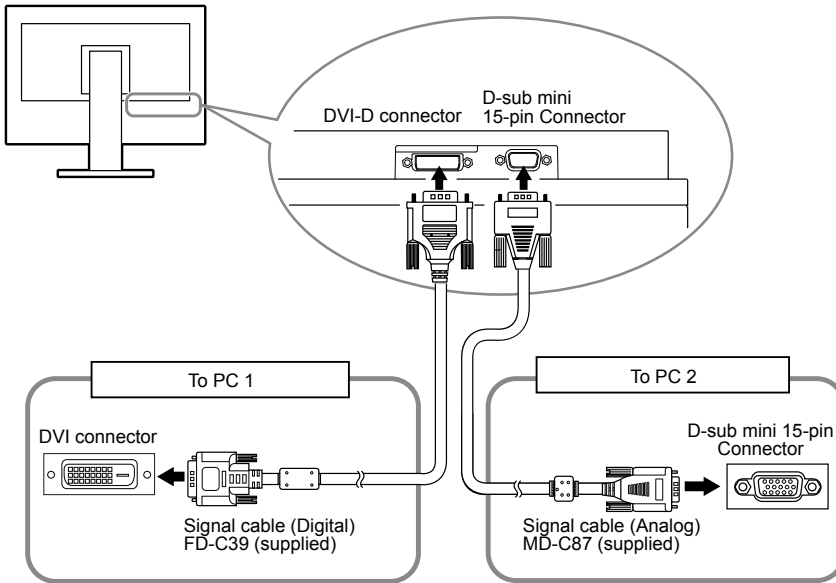 DVI-D connector
D-sub mini
15-pin Connector
To PC 1
To PC 2
DVI connector
D-sub mini 15-pin
Connector
Signal cable (Digital)
FD-C39 (supplied)
Signal cable (Analog)
MD-C87 (supplied)